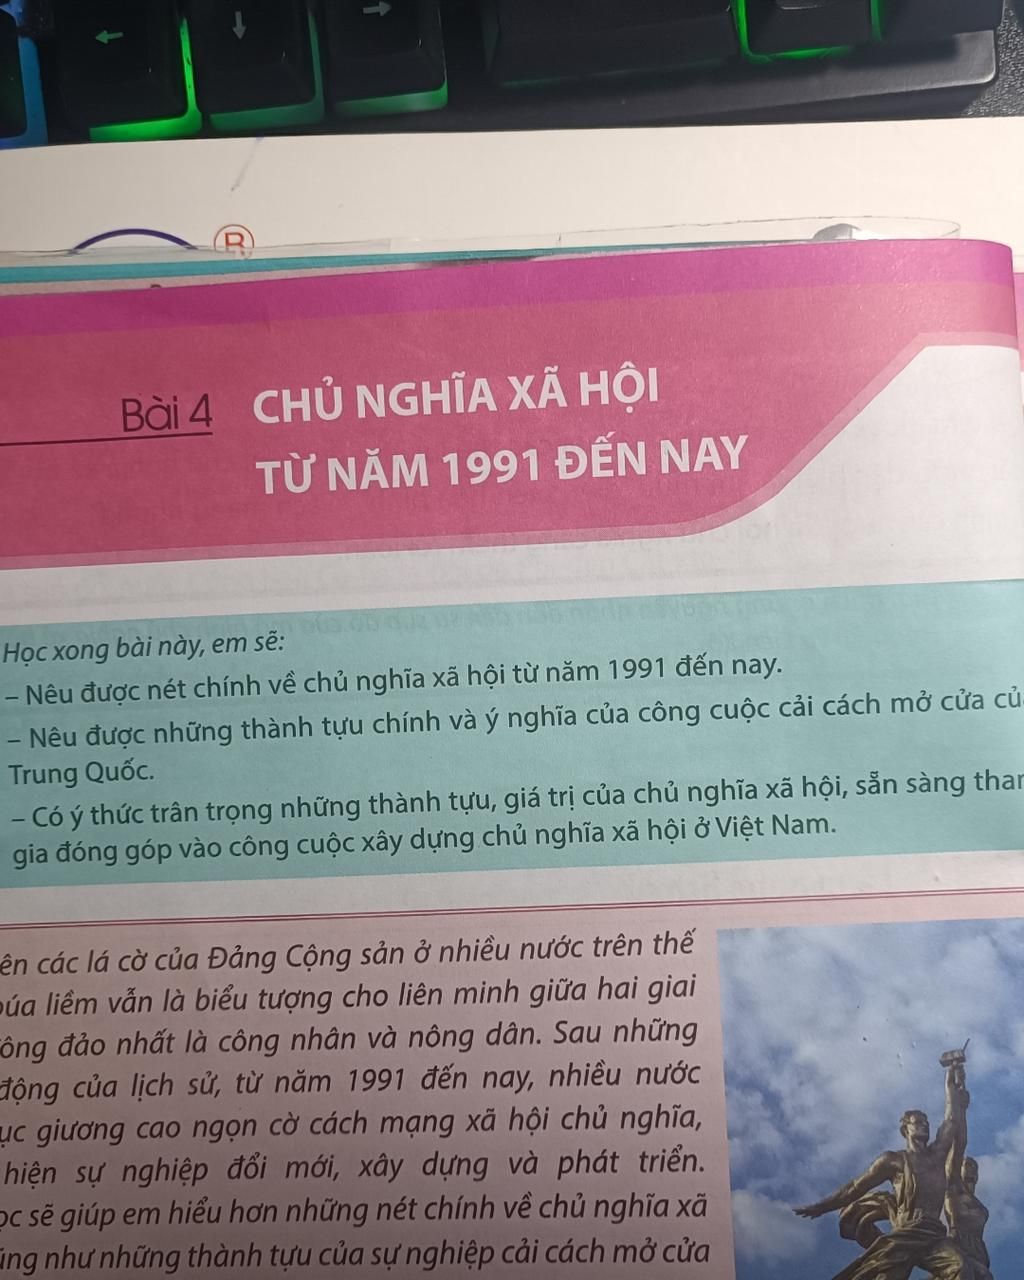 ®
Bài 4
CHỦ NGHĨA XÃ HỘI
TỪ NĂM 1991 ĐẾN NAY
Học xong bài này, em sẽ:
– Nêu được nét chính về chủ nghĩa xã hội từ năm 1991 đến nay.
– Nêu được những thành tựu chính và ý nghĩa của công cuộc cải cách mở cửa
Trung Quốc.
– Có ý thức trân trọng những thành tựu, giá trị của chủ nghĩa xã hội, sẵn sàng
gia đóng góp vào công cuộc xây dựng chủ nghĩa xã hội ở Việt Nam.
các lá cờ của Đảng Cộng sản ở nhiều nước trên thế
liềm vẫn là biểu tượng cho liên minh giữa hai giai
đảo nhất là công nhân và nông dân. Sau những
động của lịch sử, từ năm 1991 đến nay, nhiều nước
giương cao ngọn cờ cách mạng xã hội chủ nghĩa,
hiện sự nghiệp đổi mới, xây dựng và phát triển.
sẽ giúp em hiểu hơn những nét chính về chủ nghĩa xã
như những thành tựu của sự nghiệp cải cách mở cửa